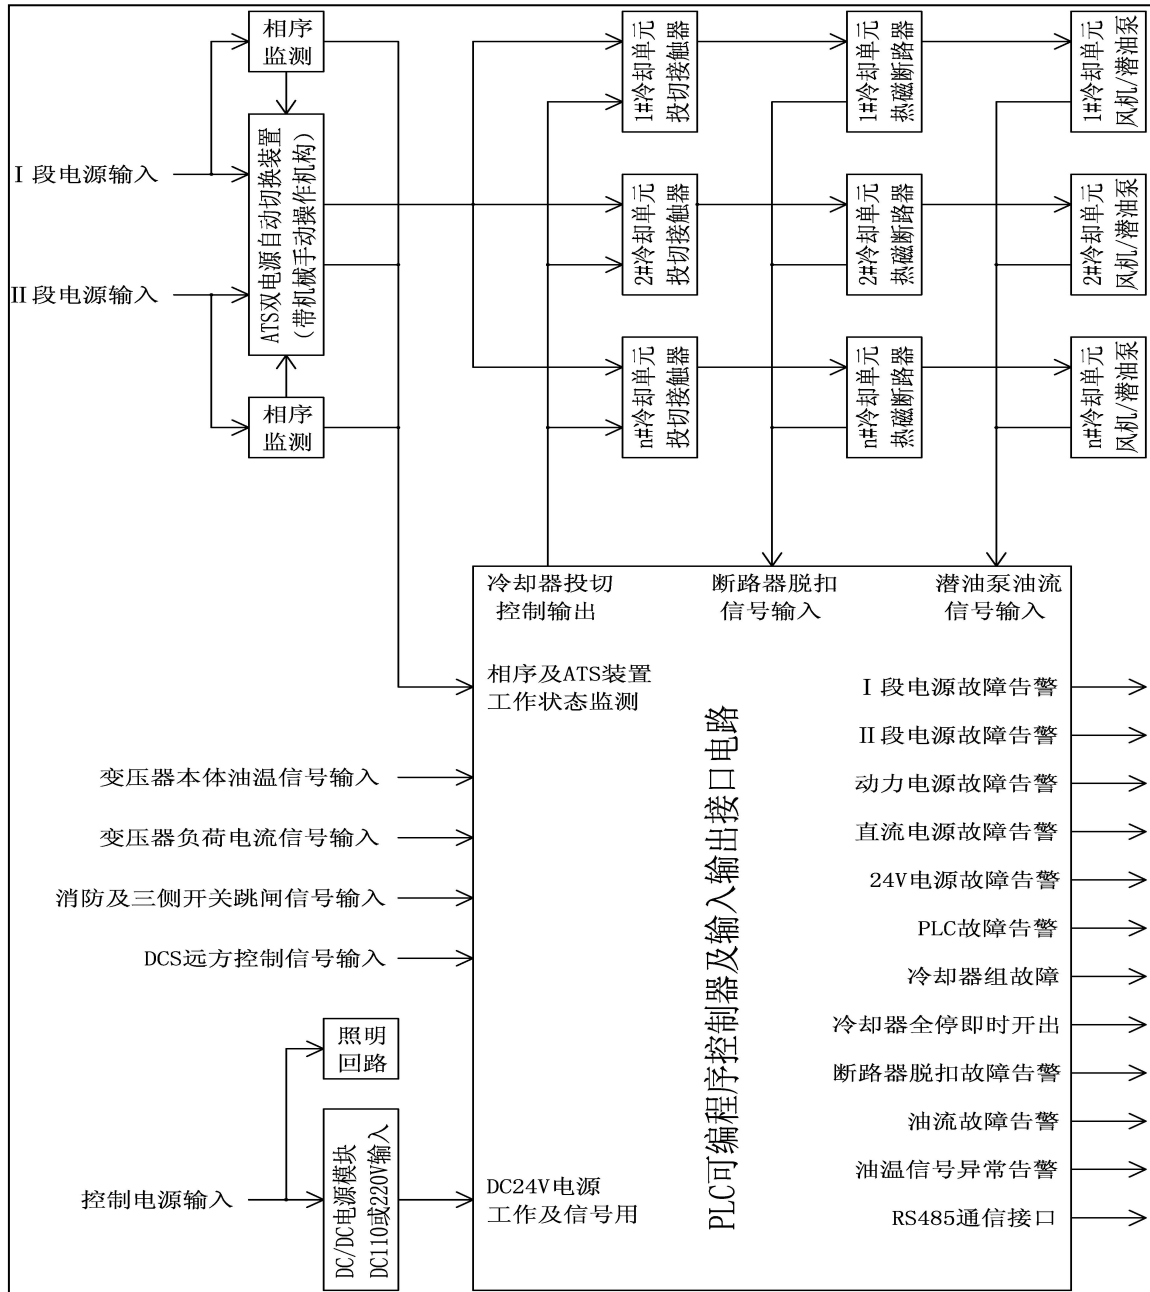 相序
监测
Ⅰ段电源输入
ATS双电源自动切换装置
（带机械手动操作机构）
Ⅱ段电源输入
相序
监测
1#冷却单元
投切接触器
1#冷却单元
热磁断路器
1#冷却单元
风机/潜油泵
2#冷却单元
投切接触器
2#冷却单元
热磁断路器
2#冷却单元
风机/潜油泵
n#冷却单元
投切接触器
n#冷却单元
热磁断路器
n#冷却单元
风机/潜油泵
冷却器投切
控制输出
断路器脱扣
信号输入
潜油泵油流
信号输入
相序及ATS装置
工作状态监测
变压器本体油温信号输入
变压器负荷电流信号输入
消防及三侧开关跳闸信号输入
DCS远方控制信号输入
照明
回路
控制电源输入
DC/DC电源模块
DC110或220V输入
DC24V电源
工作及信号用
PLC可编程序控制器及输入输出接口电路
Ⅰ段电源故障告警
Ⅱ段电源故障告警
动力电源故障告警
直流电源故障告警
24V电源故障告警
PLC故障告警
冷却器组故障
冷却器全停即时开出
断路器脱扣故障告警
油流故障告警
油温信号异常告警
RS485通信接口